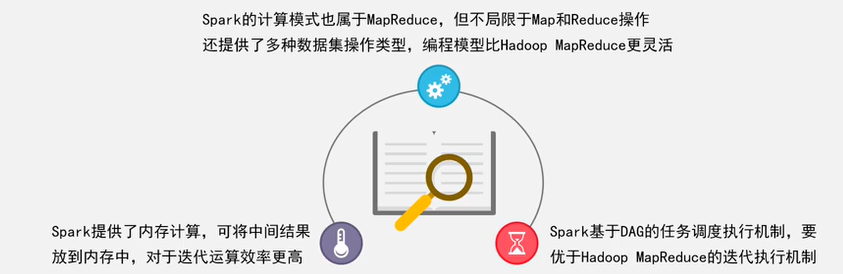 Spark的计算模式也属于MapReduce，但不局限于Map和Reduce操作
还提供了多种数据集操作类型，编程模型比Hadoop MapReduce更灵活
Spark提供了内存计算，可将中间结果
放到内存中，对于迭代运算效率更高
Spark基于DAG的任务调度执行机制，要
优于Hadoop MapReduce的迭代执行机制